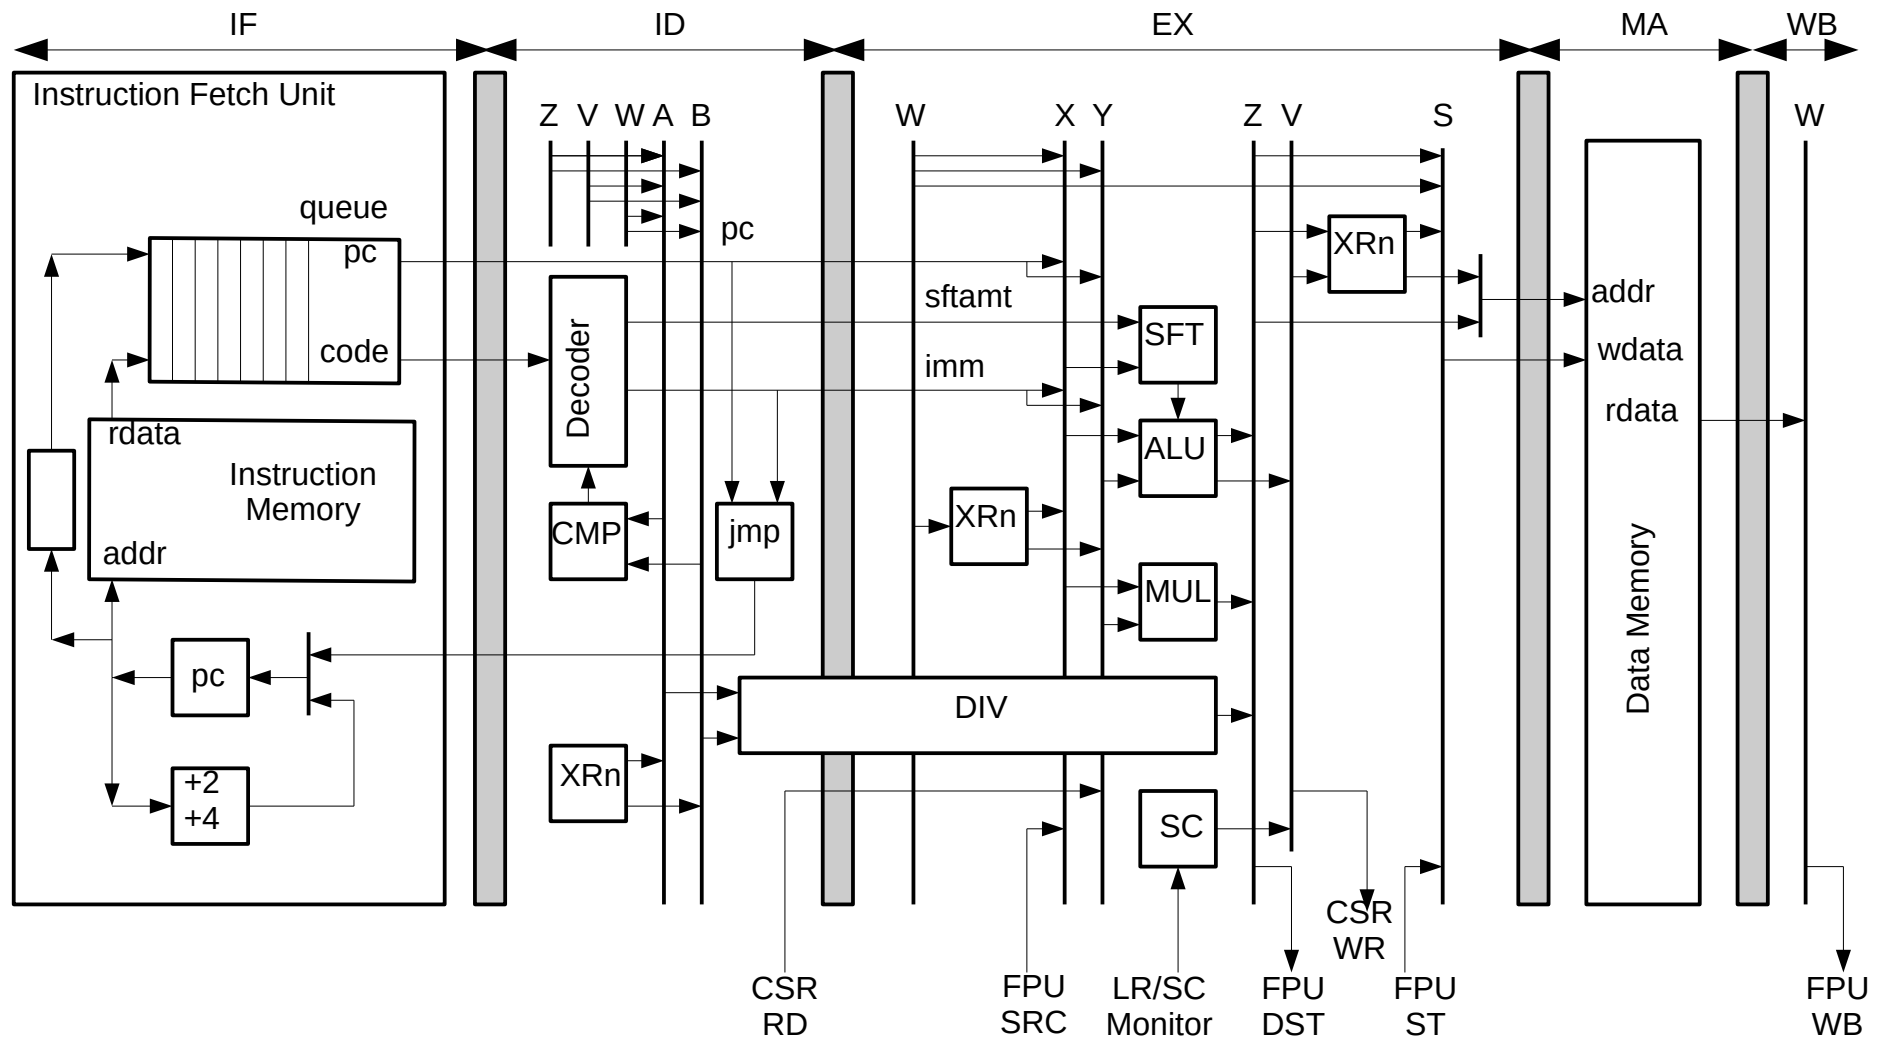 IF
ID
EX
MA
WB
Instruction Fetch Unit
Z V W A B
W
X Y
Z V
S
W
queue
pc
code
pc
sftamt
imm
Decoder
rdata
Instruction
Memory
addr
CMP
jmp
XRn
SFT
ALU
XRn
MUL
XRn
addr
wdata
rdata
Data Memory
pc
+2
+4
DIV
XRn
SC
CSR
WR
CSR
RD
FPU
SRC
LR/SC
Monitor
FPU
DST
FPU
ST
FPU
WB